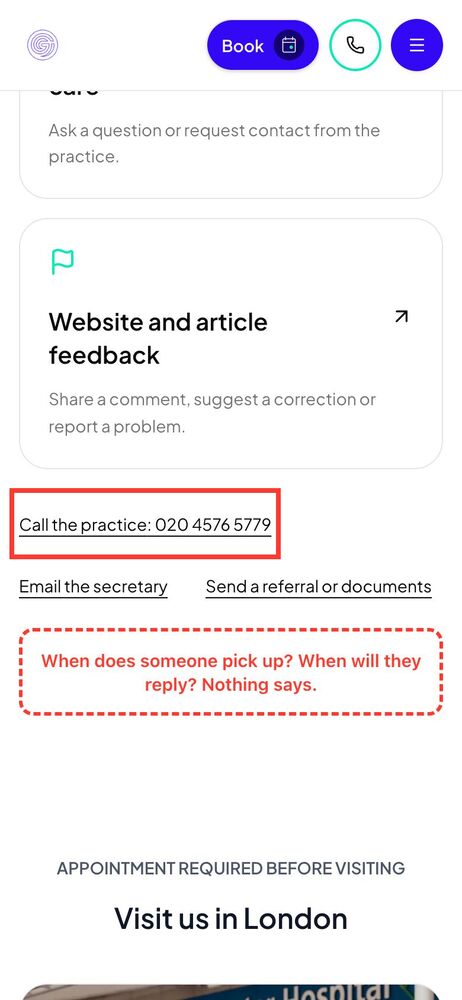 Book
care
Ask a question or request contact from the
practice.
Website and article
feedback
Share a comment, suggest a correction or
report a problem.
Call the practice: 020 4576 5779
Email the secretary Send a referral or documents
When does someone pick up? When will they
reply? Nothing says.
APPOINTMENT REQUIRED BEFORE VISITING
Visit us in London
Hospital